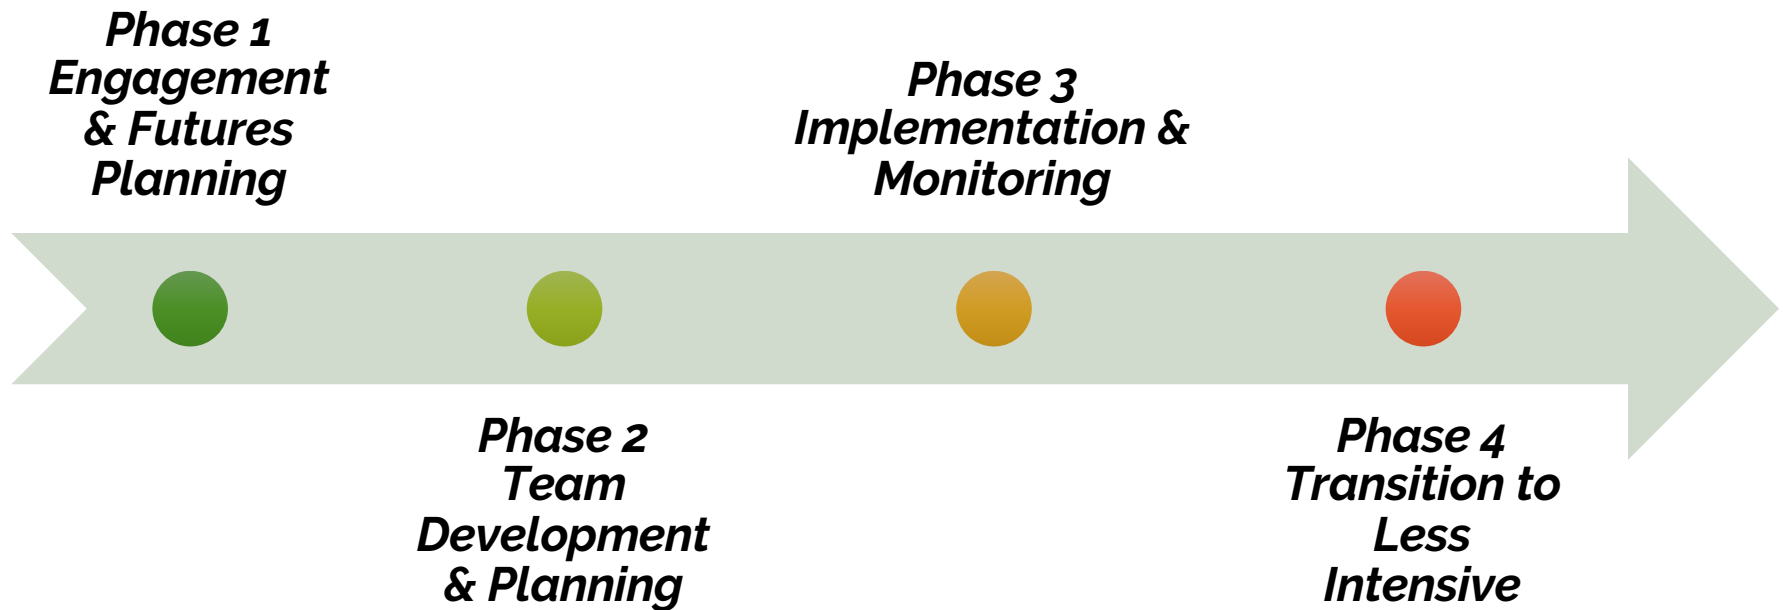 Phase 1
Engagement
& Futures
Planning
Phase 2
Team
Development
& Planning
Phase 3
Implementation &
Monitoring
Phase 4
Transition to
Less
Intensive